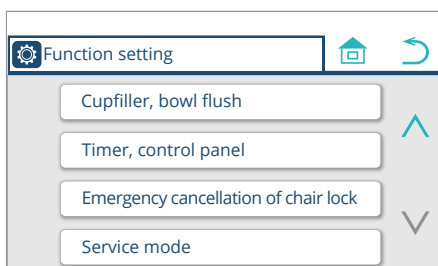 Function setting
Cupfiller, bowl flush
Timer, control panel
Emergency cancellation of chair lock
Service mode